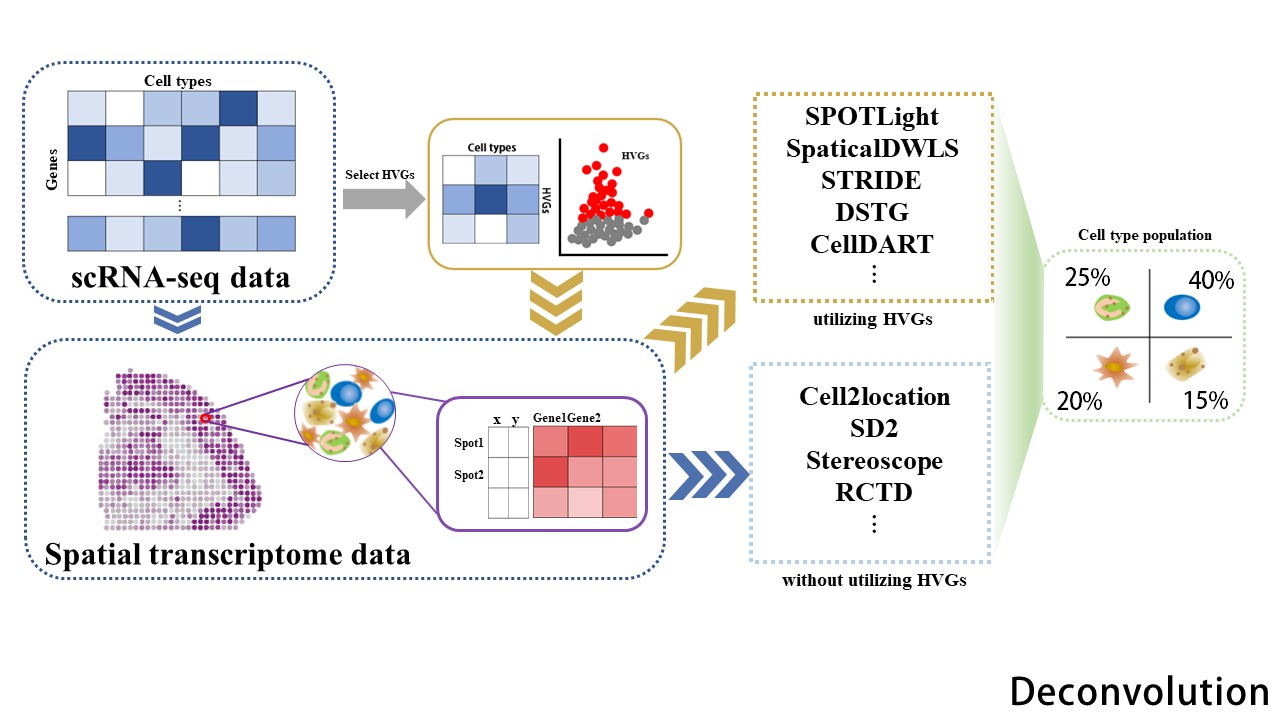 Cell types
Genes
⋮
scRNA-seq data
Select HVGs
Cell types
HVGs
HVGs
x y Gene1Gene2
Spot1
Spot2
Spatial transcriptome data
SPOTLight
SpaticalDWLS
STRIDE
DSTG
CellDART
⋮
utilizing HVGs
Cell2location
SD2
Stereoscope
RCTD
⋮
without utilizing HVGs
Cell type population
25% 40%
20% 15%
Deconvolution